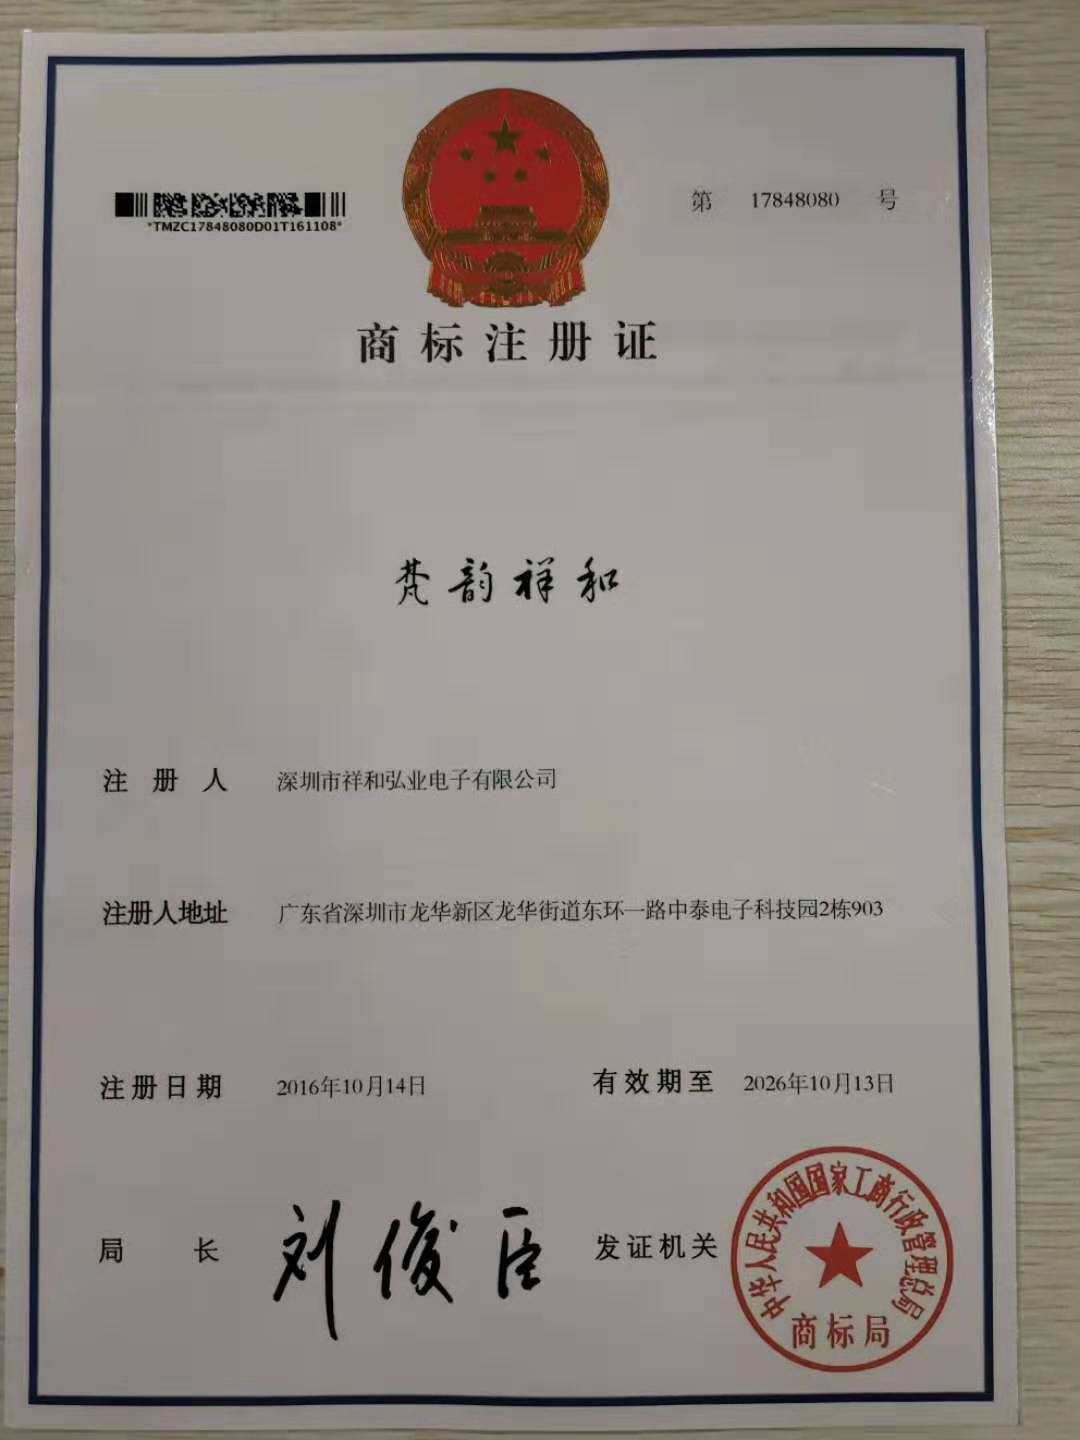 *TMZC17848080D01T161108*
第 17848080 号
商标注册证
梵韵祥和
注册人 深圳市祥和弘业电子有限公司
注册人地址 广东省深圳市龙华新区龙华街道东环一路中泰电子科技园2栋903
注册日期 2016年10月14日 有效期至 2026年10月13日
局长 刘俊臣 发证机关
中华人民共和国国家工商行政管理总局
商标局